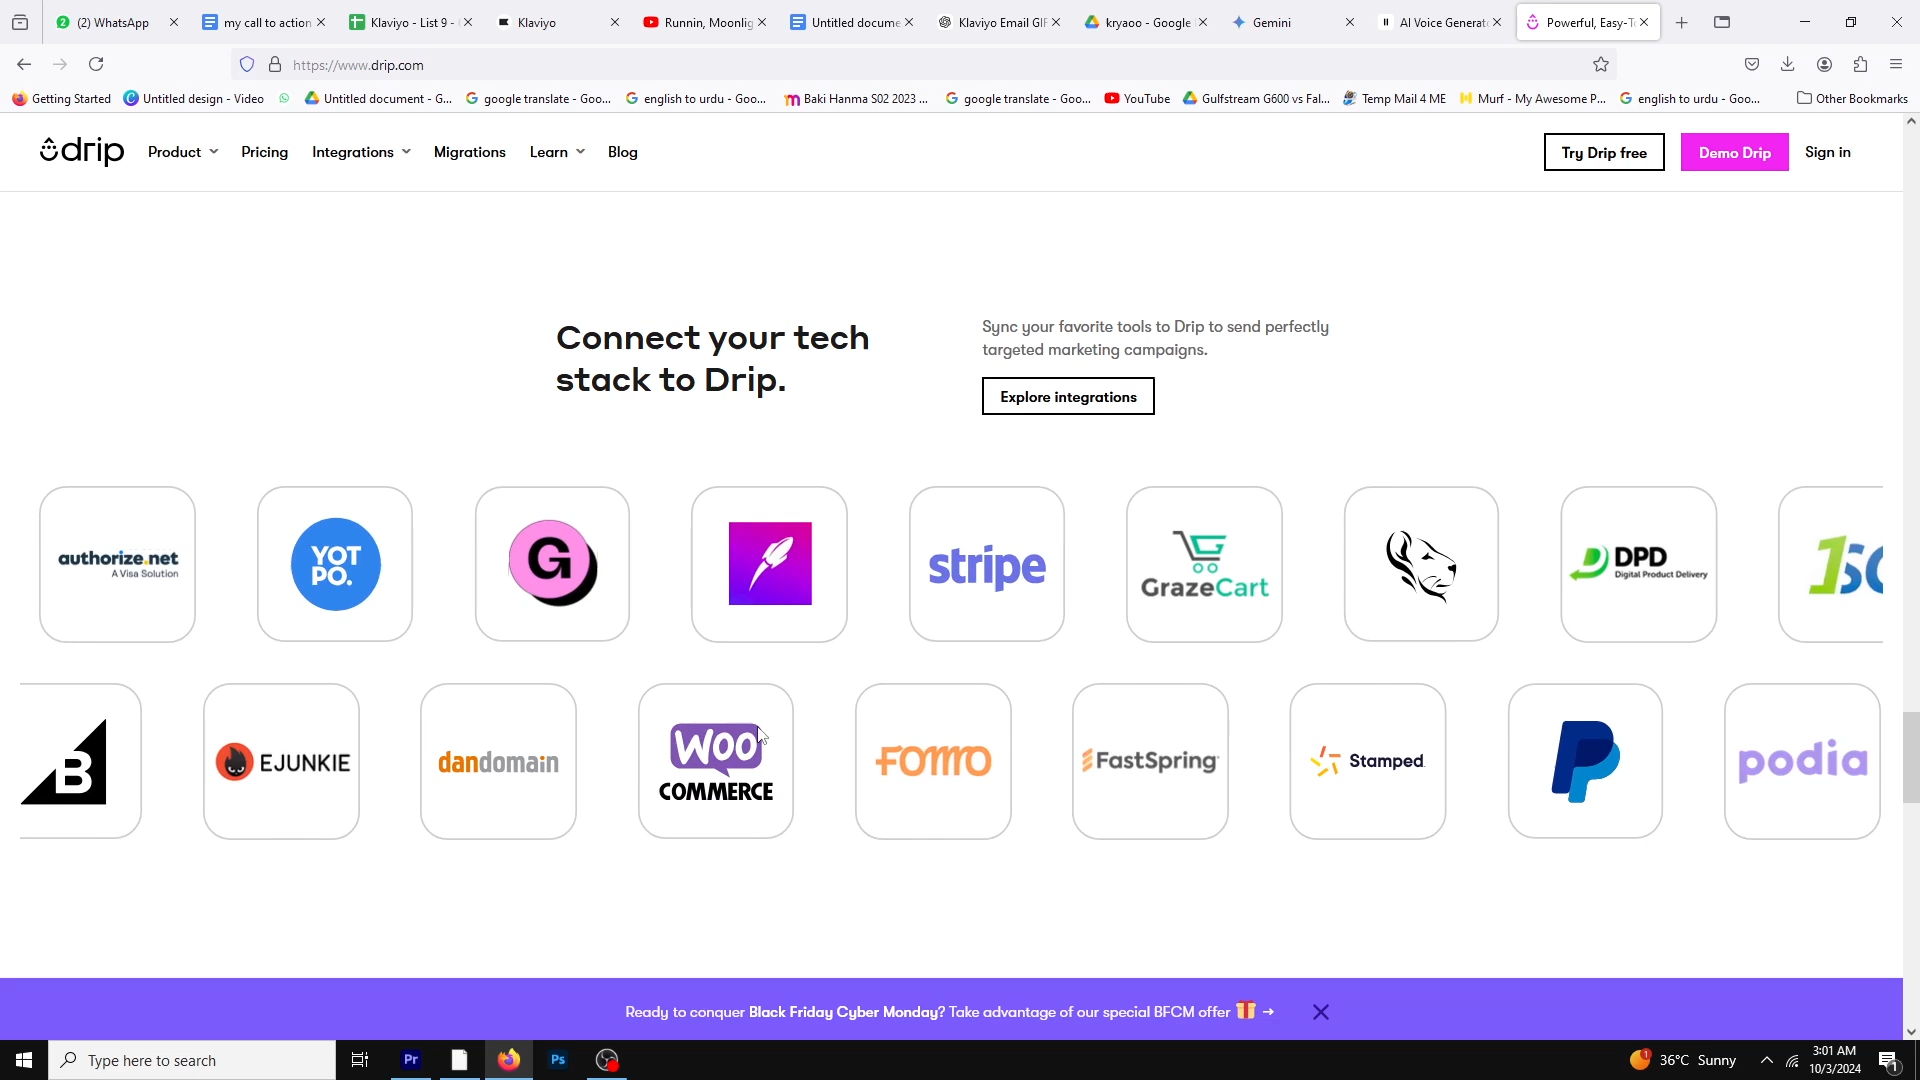 (2) WhatsApp
my call to action
Klaviyo - List 9 -
Klaviyo
Runnin, Moonlig
Untitled docume
Klaviyo Email GIF
kryaoo - Google
Gemini
AI Voice Generat
Powerful, Easy-T
https://www.drip.com
Getting Started
Untitled design - Video
Untitled document - G...
google translate - Goo...
english to urdu - Goo...
Baki Hanma S02 2023 ...
google translate - Goo...
YouTube
Gulfstream G600 vs Fal...
Temp Mail 4 ME
Murf - My Awesome P...
english to urdu - Goo...
Other Bookmarks
drip
Product
Pricing
Integrations
Migrations
Learn
Blog
Try Drip free
Demo Drip
Sign in
Connect your tech
stack to Drip.
Sync your favorite tools to Drip to send perfectly
targeted marketing campaigns.
Explore integrations
authorize.net
A Visa Solution
YOT
PO.
G
stripe
GrazeCart
DPD
Digital Product Delivery
B
EJUNKIE
dandomain
WOO
COMMERCE
FOMO
FastSpring
Stamped
podia
Ready to conquer Black Friday Cyber Monday? Take advantage of our special BFCM offer →
Type here to search
Pr
Ps
1
36°C Sunny
3:01 AM
10/3/2024
1